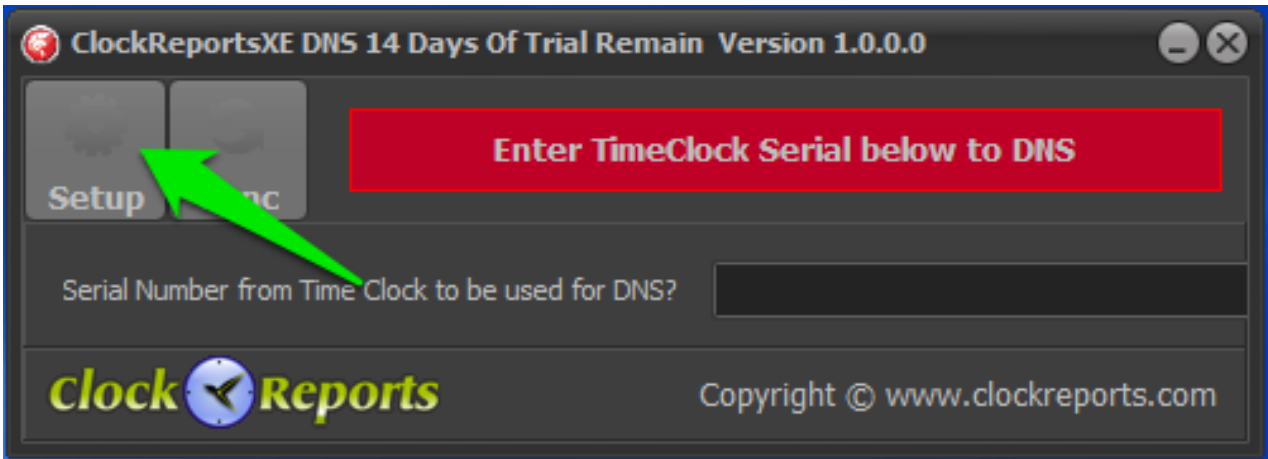 ClockReportsXE DNS 14 Days Of Trial Remain Version 1.0.0.0
Enter TimeClock Serial below to DNS
Setup
Serial Number from Time Clock to be used for DNS?
Clock Reports
Copyright © www.clockreports.com